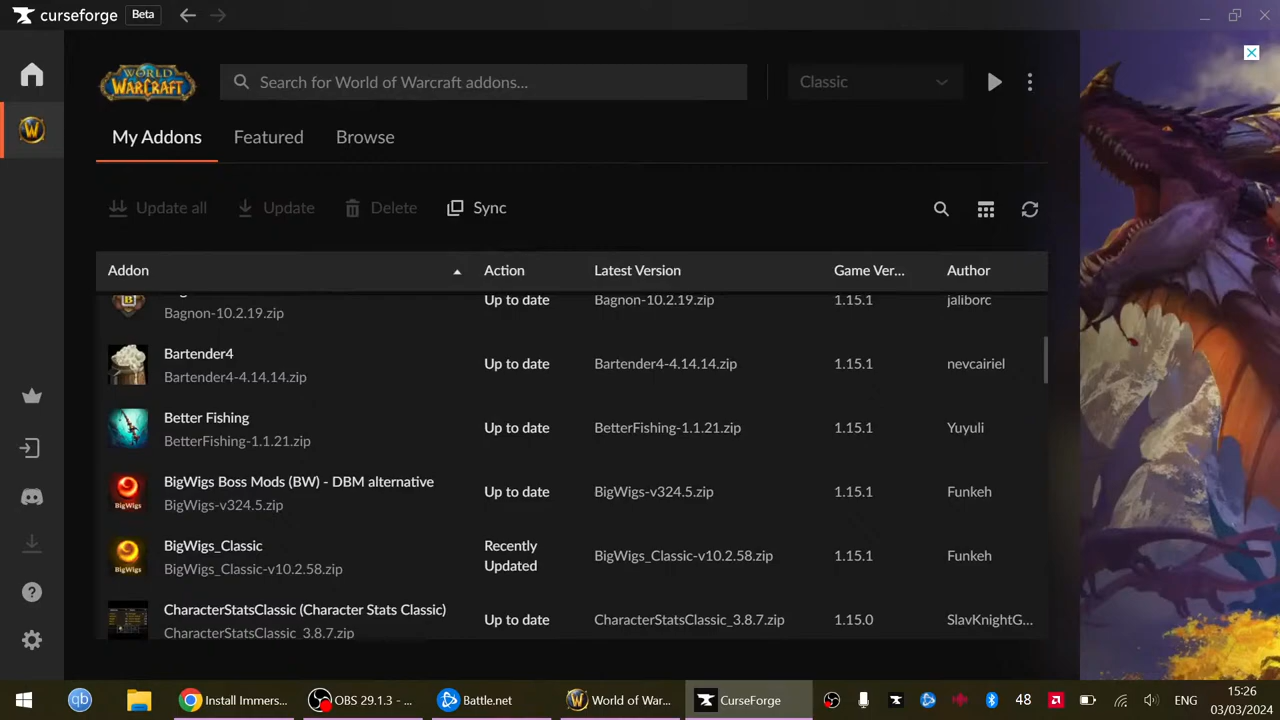 curseforge Beta
WORLD WARCRAFT
Search for World of Warcraft addons...
Classic
My Addons Featured Browse
Update all Update Delete Sync
Addon Action Latest Version Game Ver... Author
Up to date Bagnon-10.2.19.zip 1.15.1 jaliborc
Bagnon-10.2.19.zip
Bartender4
Bartender4-4.14.14.zip
Up to date Bartender4-4.14.14.zip 1.15.1 nevcairiel
Better Fishing
BetterFishing-1.1.21.zip
Up to date BetterFishing-1.1.21.zip 1.15.1 Yuyuli
BigWigs
BigWigs Boss Mods (BW) - DBM alternative
BigWigs-v324.5.zip
Up to date BigWigs-v324.5.zip 1.15.1 Funkeh
BigWigs
BigWigs_Classic
BigWigs_Classic-v10.2.58.zip
Recently
Updated
BigWigs_Classic-v10.2.58.zip 1.15.1 Funkeh
CharacterStatsClassic (Character Stats Classic)
CharacterStatsClassic_3.8.7.zip
Up to date CharacterStatsClassic_3.8.7.zip 1.15.0 SlavKnightG...
qb Install Immers... OBS 29.1.3 - ... Battle.net World of War... CurseForge 48 ENG
15:26
03/03/2024